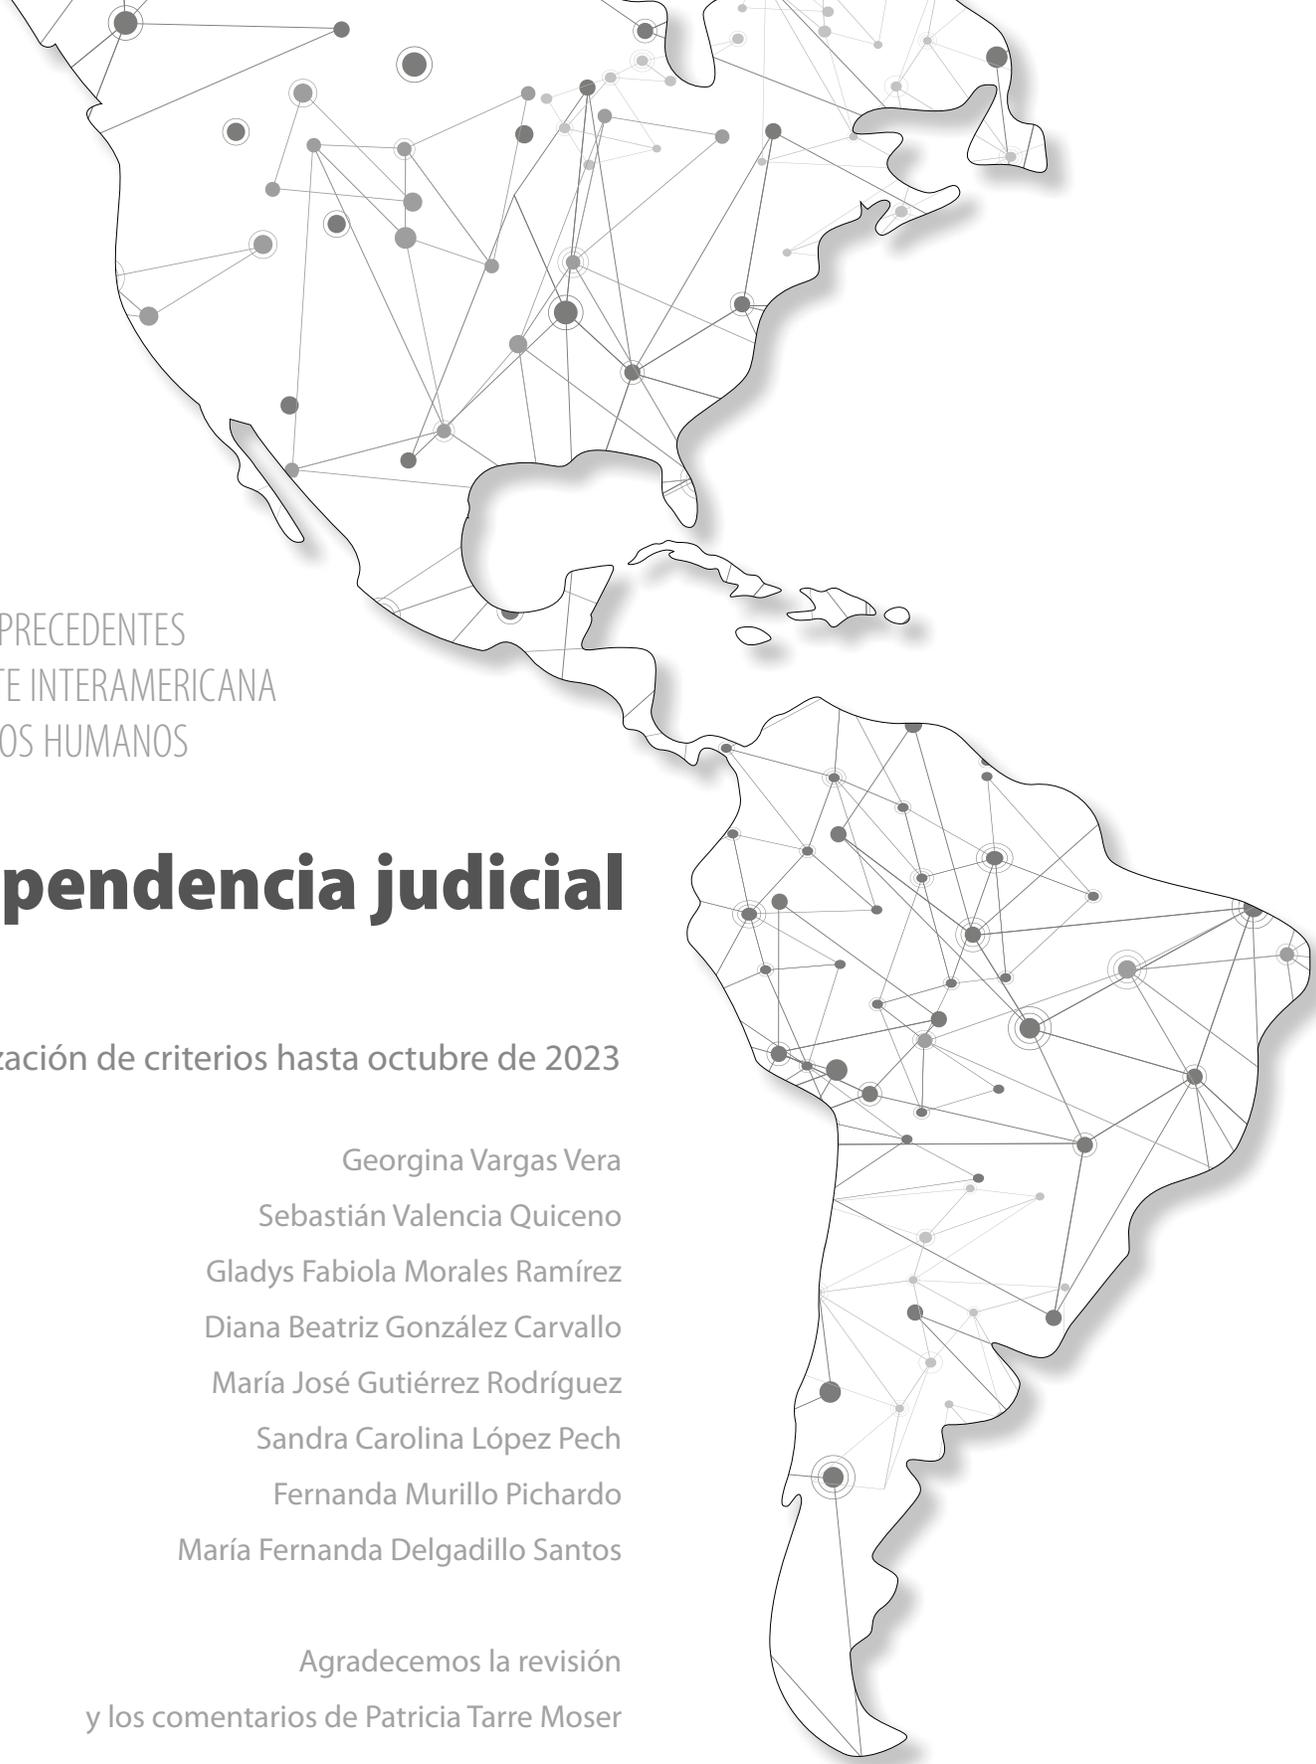 PRECEDENTES
TE INTERAMERICANA
OS HUMANOS
pendencia judicial
zación de criterios hasta octubre de 2023
Georgina Vargas Vera
Sebastián Valencia Quiceno
Gladys Fabiola Morales Ramírez
Diana Beatriz González Carvallo
María José Gutiérrez Rodríguez
Sandra Carolina López Pech
Fernanda Murillo Pichardo
María Fernanda Delgadillo Santos
Agradecemos la revisión
y los comentarios de Patricia Tarre Moser